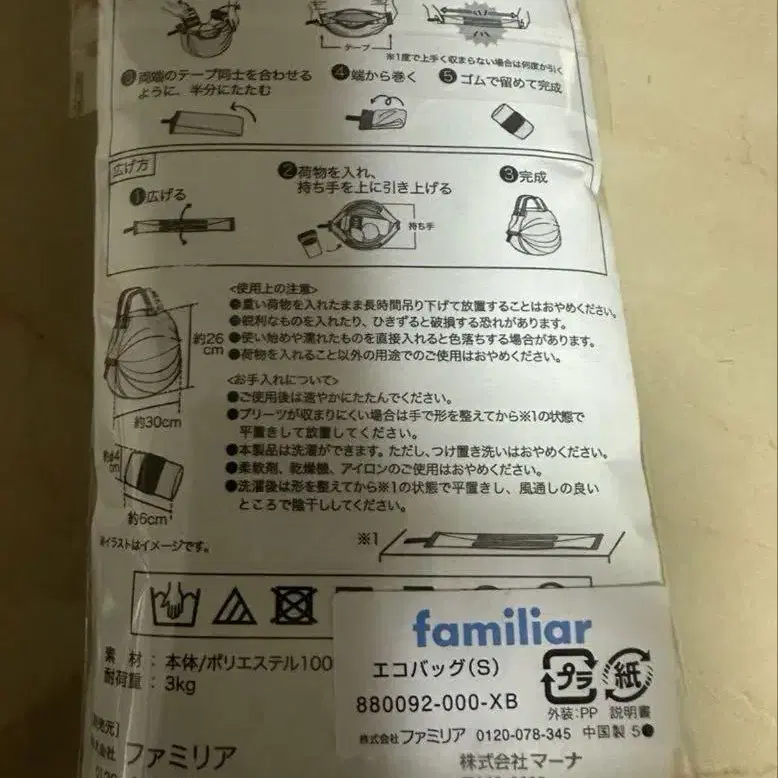 テープ
※1度で上手く収まらない場合は何度か引く
❸両端のテープ同士を合わせる
ように、半分にたたむ
❹端から巻く
❺ゴムで留めて完成
広げ方
❶広げる
❷荷物を入れ、
持ち手を上に引き上げる
❸完成
持ち手
<使用上の注意>
●重い荷物を入れたまま長時間吊り下げて放置することはおやめください。
●鋭利なものを入れたり、ひきずると破損する恐れがあります。
●使い始めや濡れたものを直接入れると色落ちする場合があります。
●荷物を入れること以外の用途でのご使用はおやめください。
約26
cm
約30cm
<お手入れについて>
●ご使用後は速やかにたたんでください。
●プリーツが収まりにくい場合は手で形を整えてから※1の状態で
平置きして放置してください。
●本製品は洗濯ができます。ただし、つけ置き洗いはおやめください。
●柔軟剤、乾燥機、アイロンのご使用はおやめください。
●洗濯後は形を整えてから※1の状態で平置きし、風通しの良い
ところで陰干ししてください。
cm
約6cm
※イラストはイメージです。
※1
素 材:本体/ポリエステル100
耐荷重:3kg
familiar
エコバッグ(S)
880092-000-XB
プラ
紙
外装:PP 説明書
株式会社ファミリア 0120-078-345 中国製 5●
ファミリア
株式会社マーナ